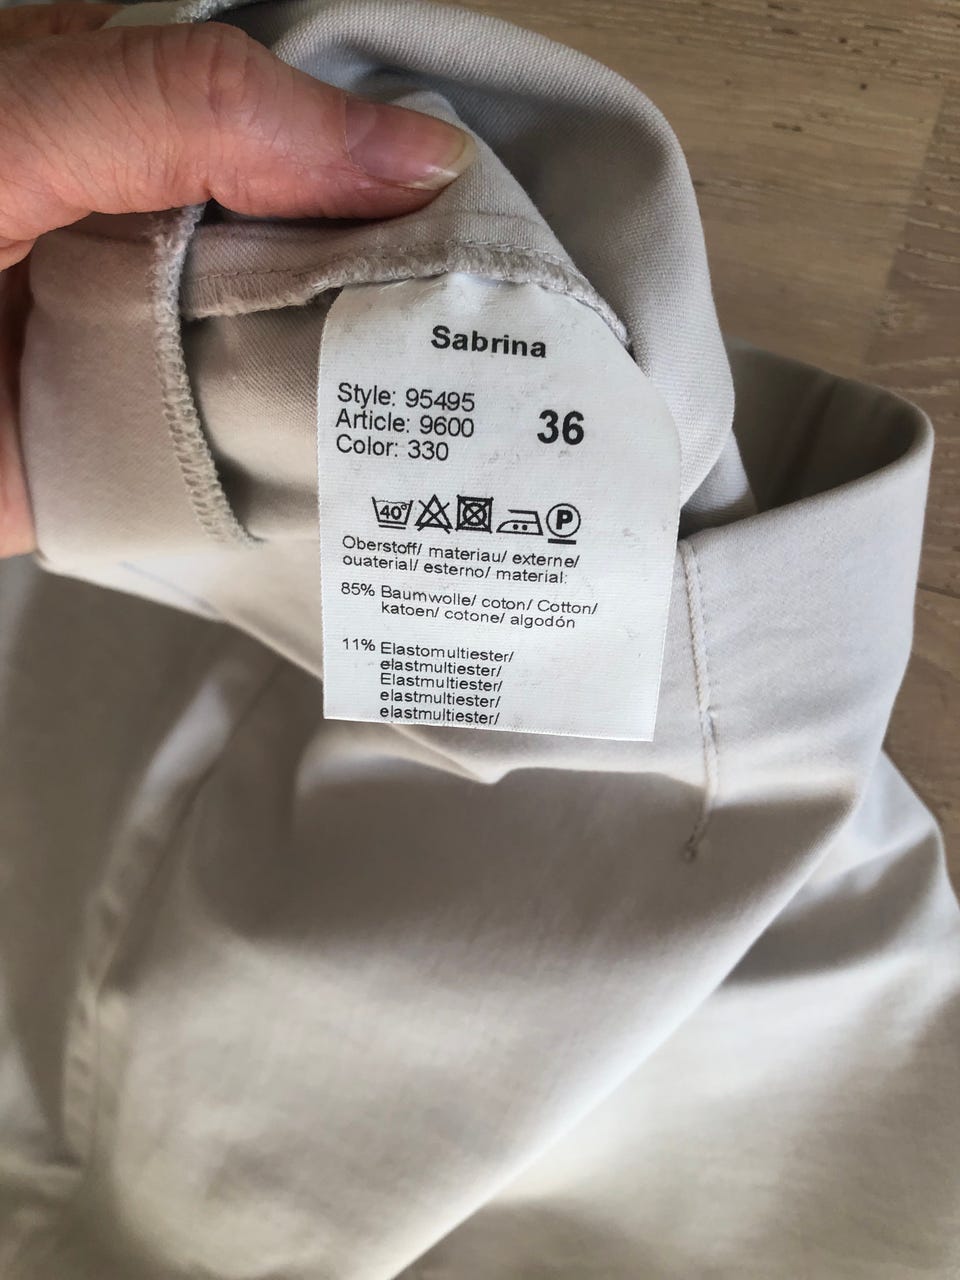 Sabrina
Style: 95495
Article: 9600
Color: 330
36
40°
P
Oberstoff/ materiau/ externe/
ouaterial/ esterno/ material:
85% Baumwolle/ coton/ Cotton/
katoen/ cotone/ algodón
11% Elastomultiester/
elastmultiester/
Elastmultiester/
elastmultiester/
elastmultiester/